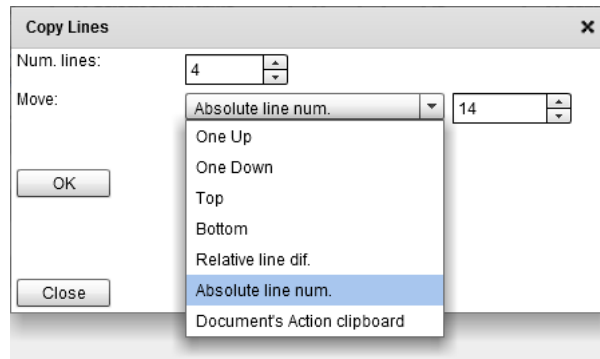 Copy Lines
Num. lines:
4
Move:
Absolute line num.
14
One Up
One Down
Top
Bottom
Relative line dif.
Absolute line num.
Document's Action clipboard
OK
Close